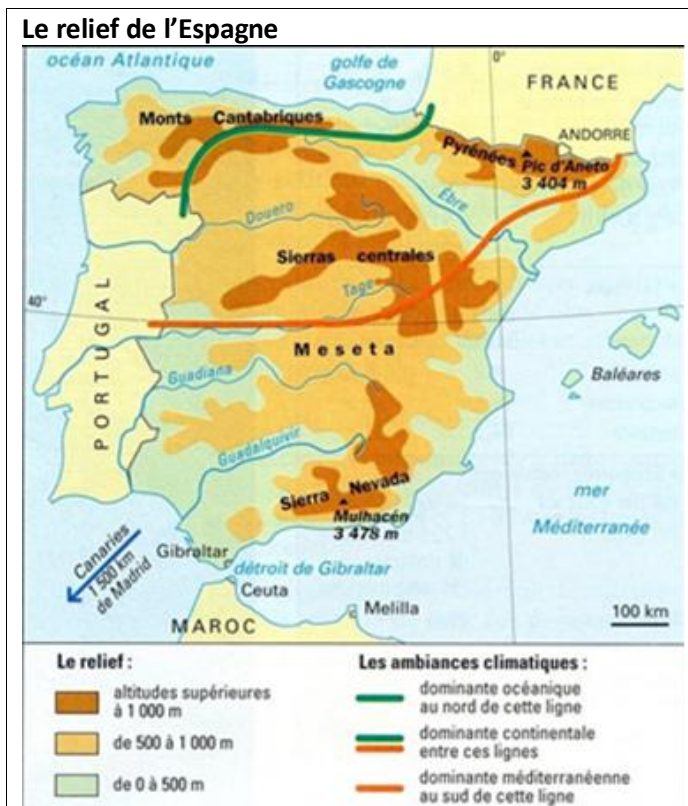 Le relief de l’Espagne
océan Atlantique
golfe de
Gascogne
0°
FRANCE
Monts Cantabriques
ANDORRE
Pyrénées
Pic d'Aneto
3 404 m
Èbre
Douero
Sierras centrales
Tage
40°
PORTUGAL
Meseta
Baléares
Guadiana
Guadalquivir
Sierra Nevada
Mulhacén
3 478 m
mer
Méditerranée
Canaries
1 500 km
de Madrid
Gibraltar
détroit de Gibraltar
Ceuta
Melilla
MAROC
100 km
Le relief :
altitudes supérieures
à 1 000 m
de 500 à 1 000 m
de 0 à 500 m
Les ambiances climatiques :
dominante océanique
au nord de cette ligne
dominante continentale
entre ces lignes
dominante méditerranéenne
au sud de cette ligne